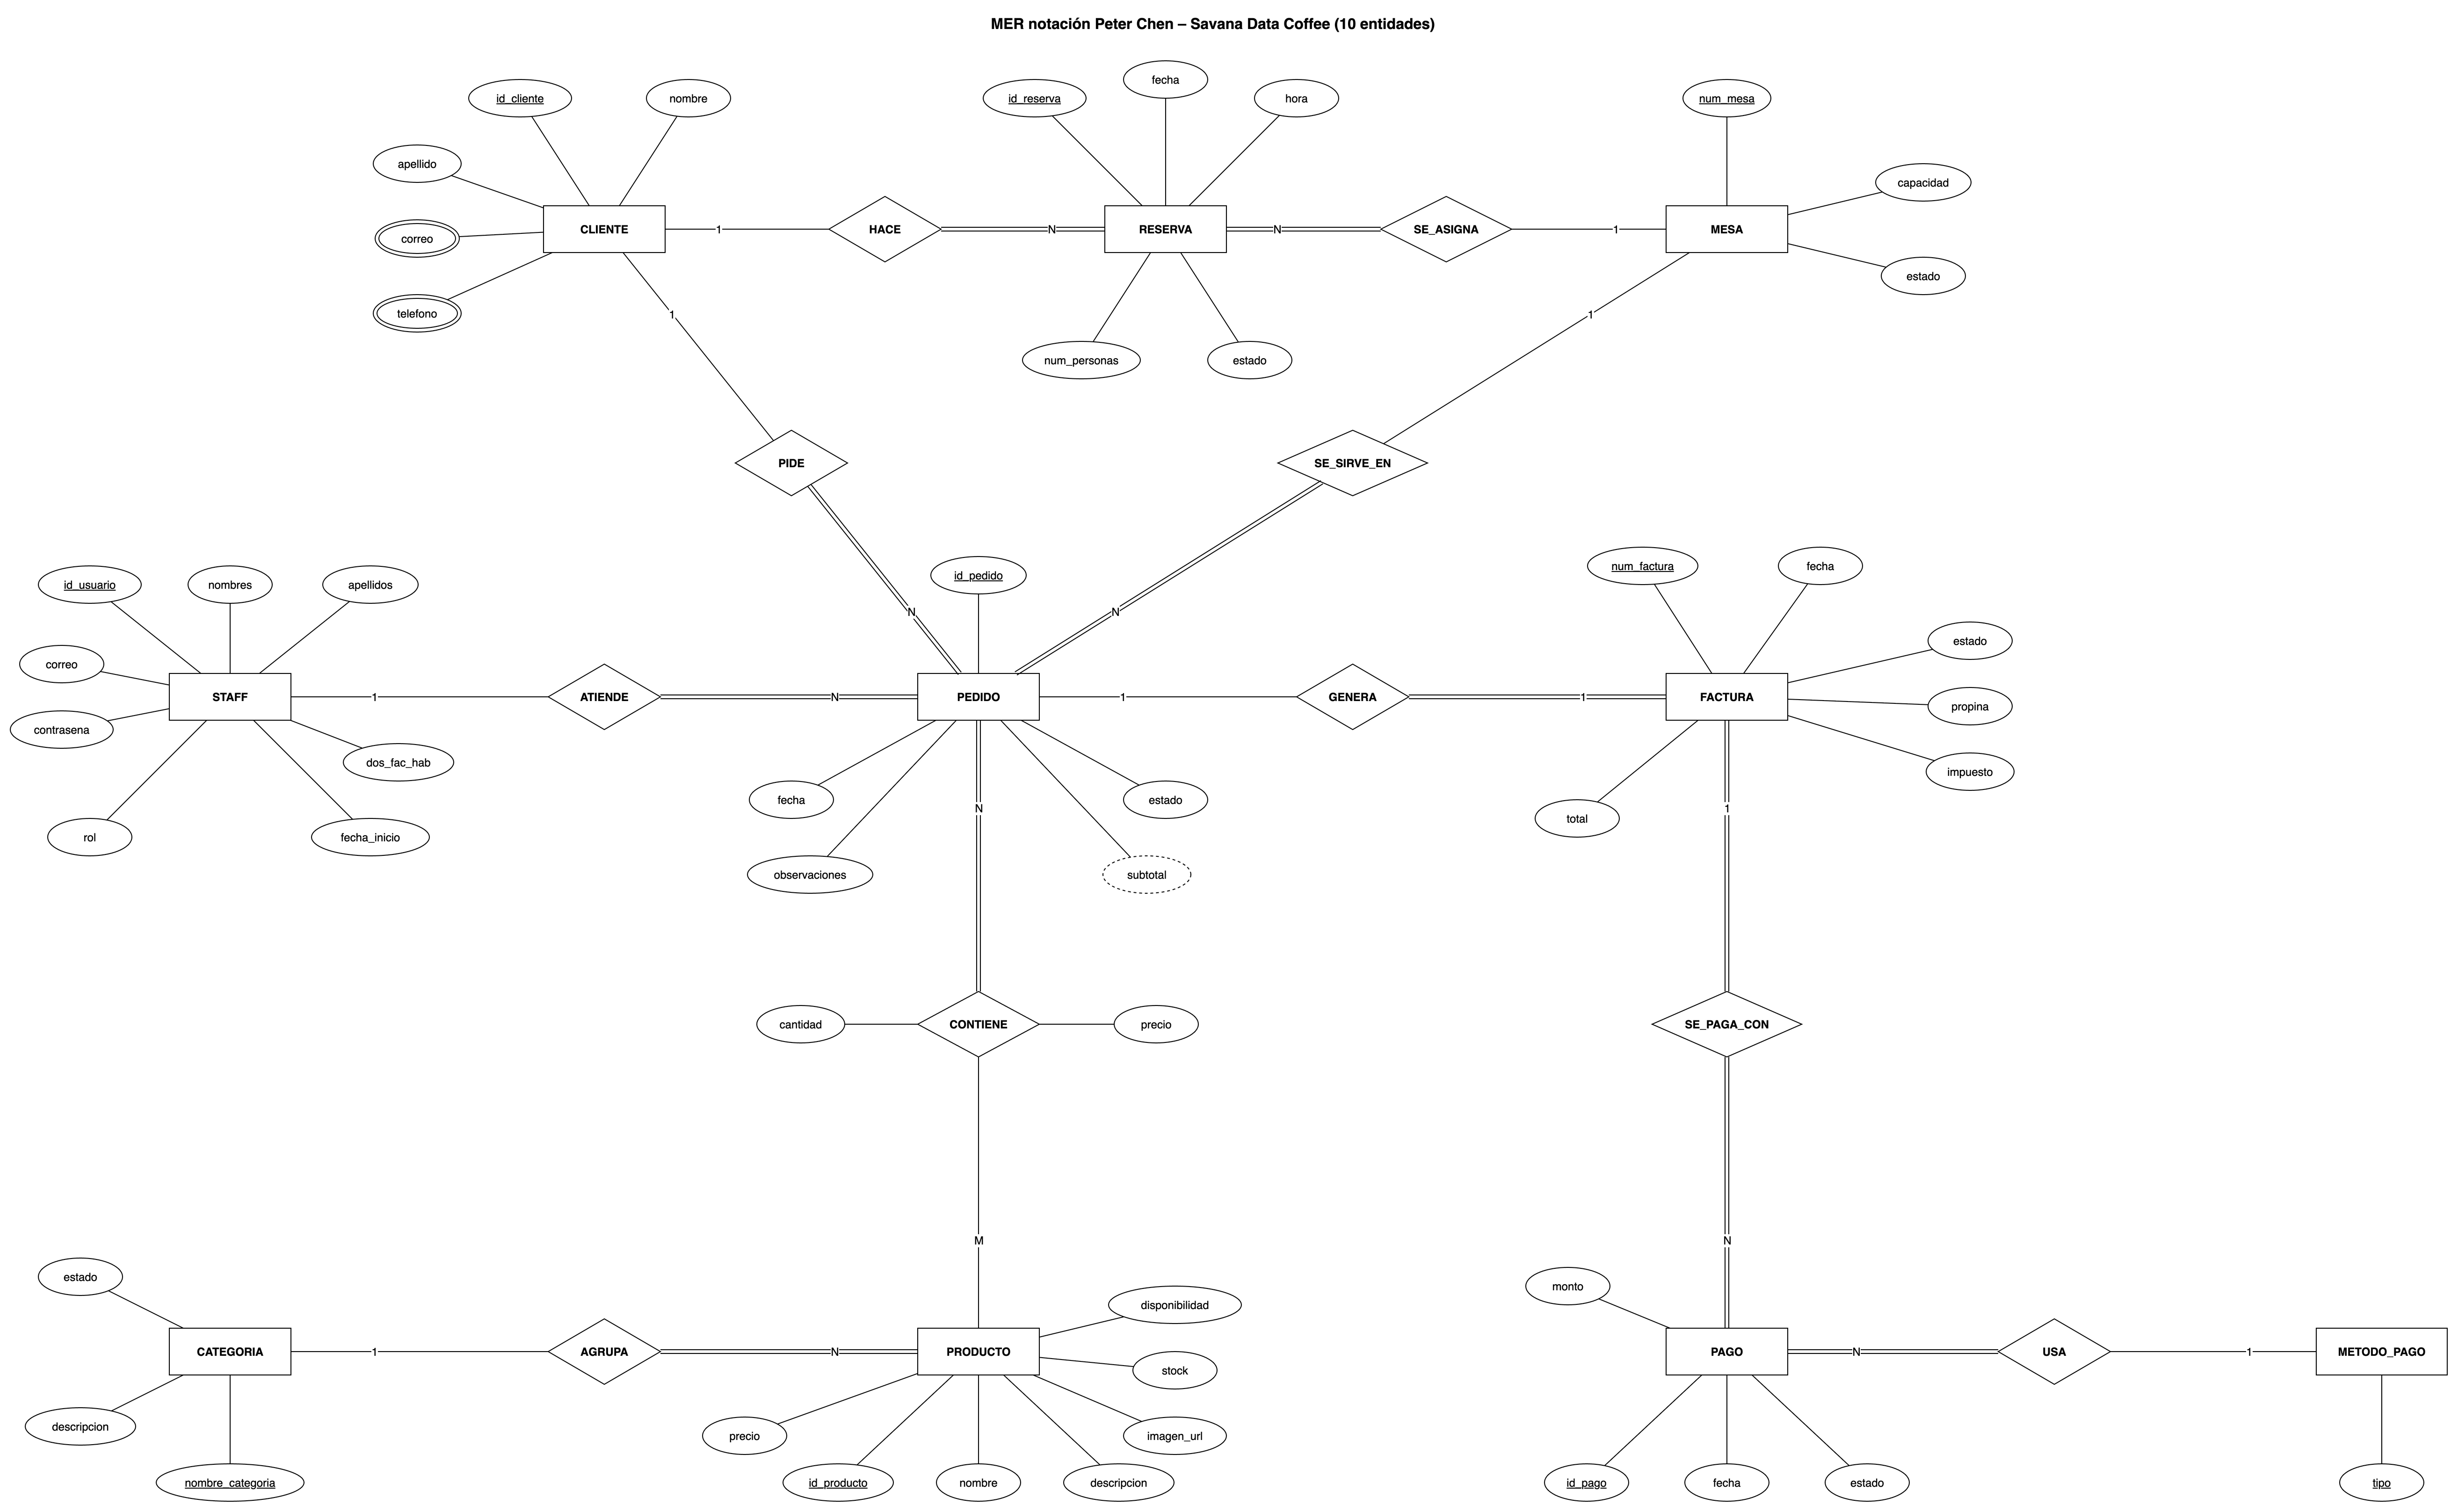 MER notación Peter Chen – Savana Data Coffee (10 entidades)
id_cliente
nombre
apellido
correo
telefono
CLIENTE
1
HACE
N
id_reserva
fecha
hora
RESERVA
num_personas
estado
N
SE_ASIGNA
1
num_mesa
MESA
capacidad
estado
1
PIDE
N
1
SE_SIRVE_EN
N
id_usuario
nombres
apellidos
correo
contrasena
STAFF
dos_fac_hab
rol
fecha_inicio
1
ATIENDE
N
id_pedido
PEDIDO
fecha
estado
observaciones
subtotal
1
GENERA
1
num_factura
fecha
FACTURA
estado
propina
impuesto
total
N
cantidad
CONTIENE
precio
M
1
SE_PAGA_CON
N
estado
CATEGORIA
descripcion
nombre_categoria
1
AGRUPA
N
PRODUCTO
disponibilidad
stock
imagen_url
precio
id_producto
nombre
descripcion
monto
PAGO
id_pago
fecha
estado
N
USA
1
METODO_PAGO
tipo